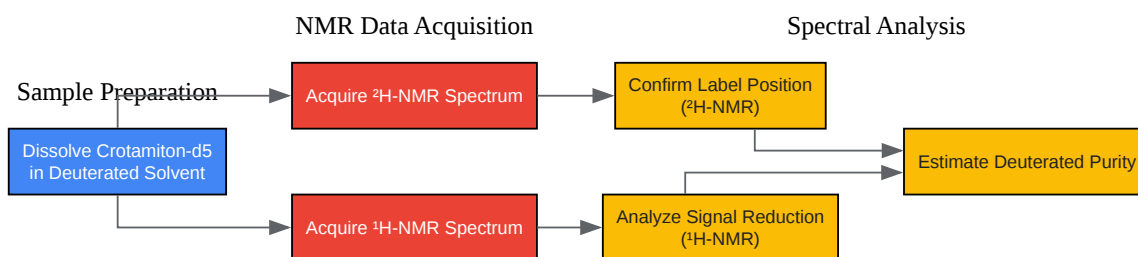 NMR Data Acquisition
Spectral Analysis
Sample Preparation
Acquire ²H-NMR Spectrum
Confirm Label Position
(²H-NMR)
Dissolve Crotamiton-d5
in Deuterated Solvent
Estimate Deuterated Purity
Acquire ¹H-NMR Spectrum
Analyze Signal Reduction
(¹H-NMR)